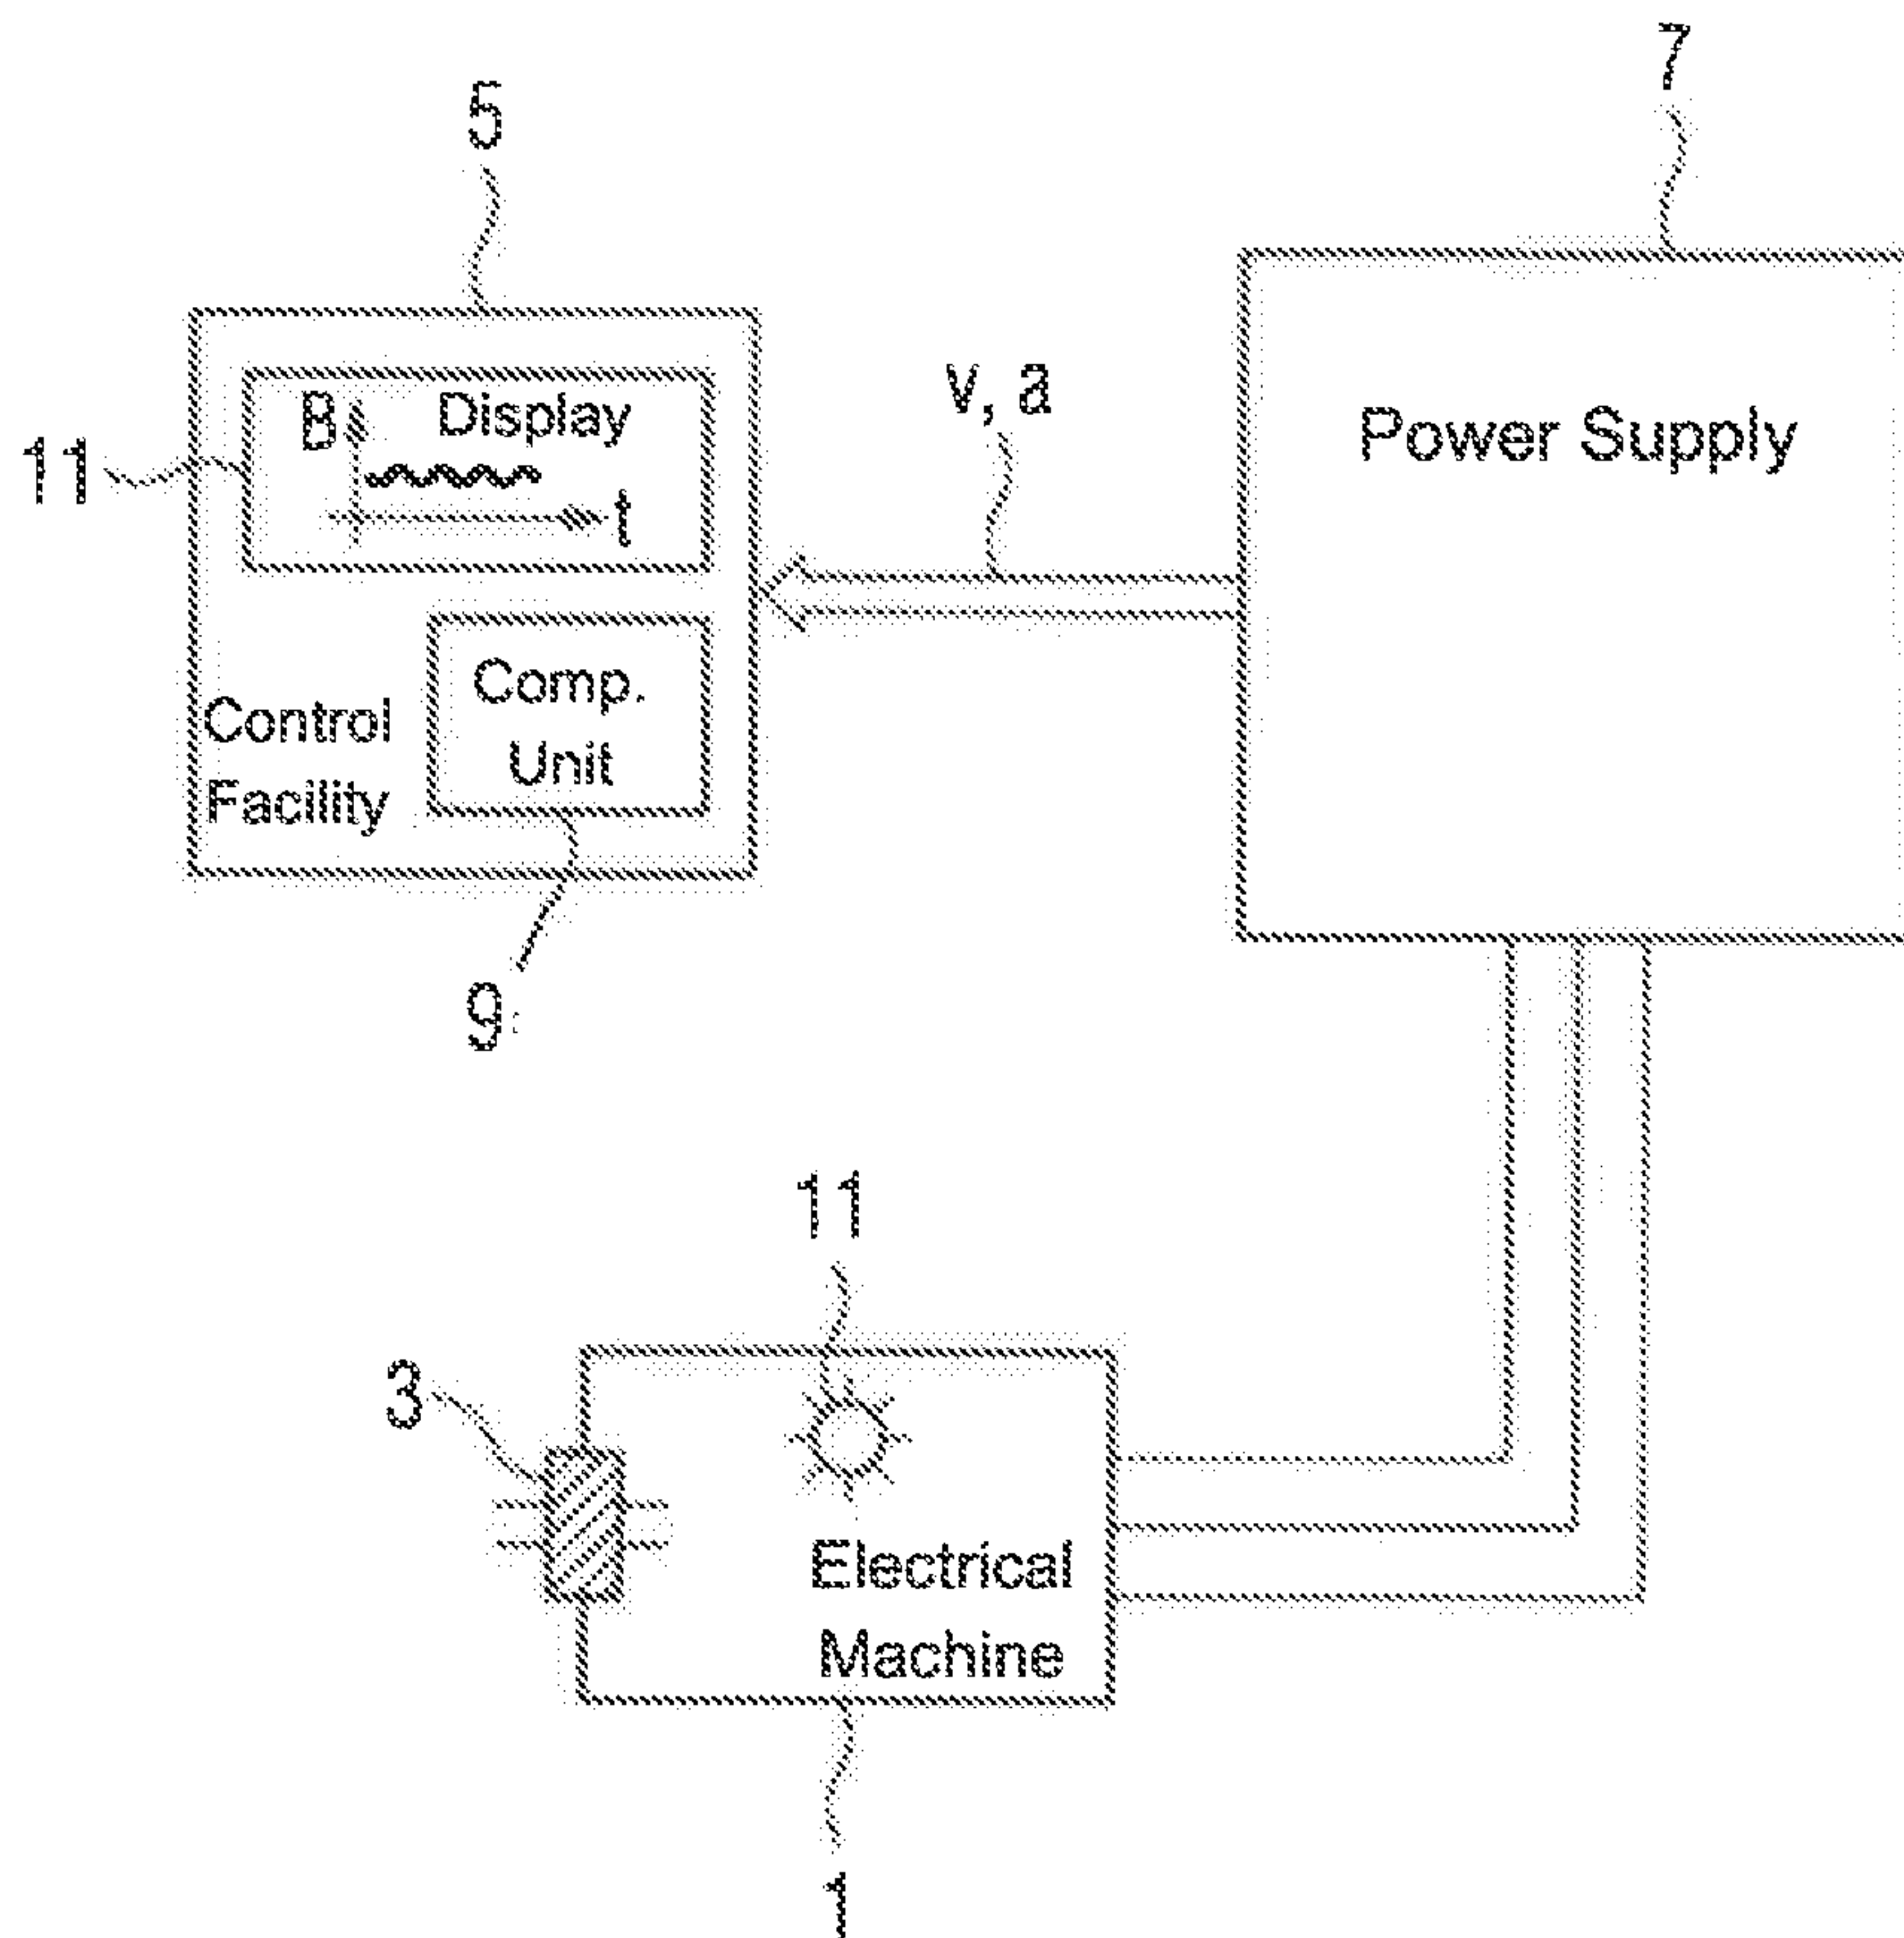 7
5
v, a
B
Display
11
t
Power Supply
Comp.
Unit
Control
Facility
9
11
3
Electrical
Machine
1